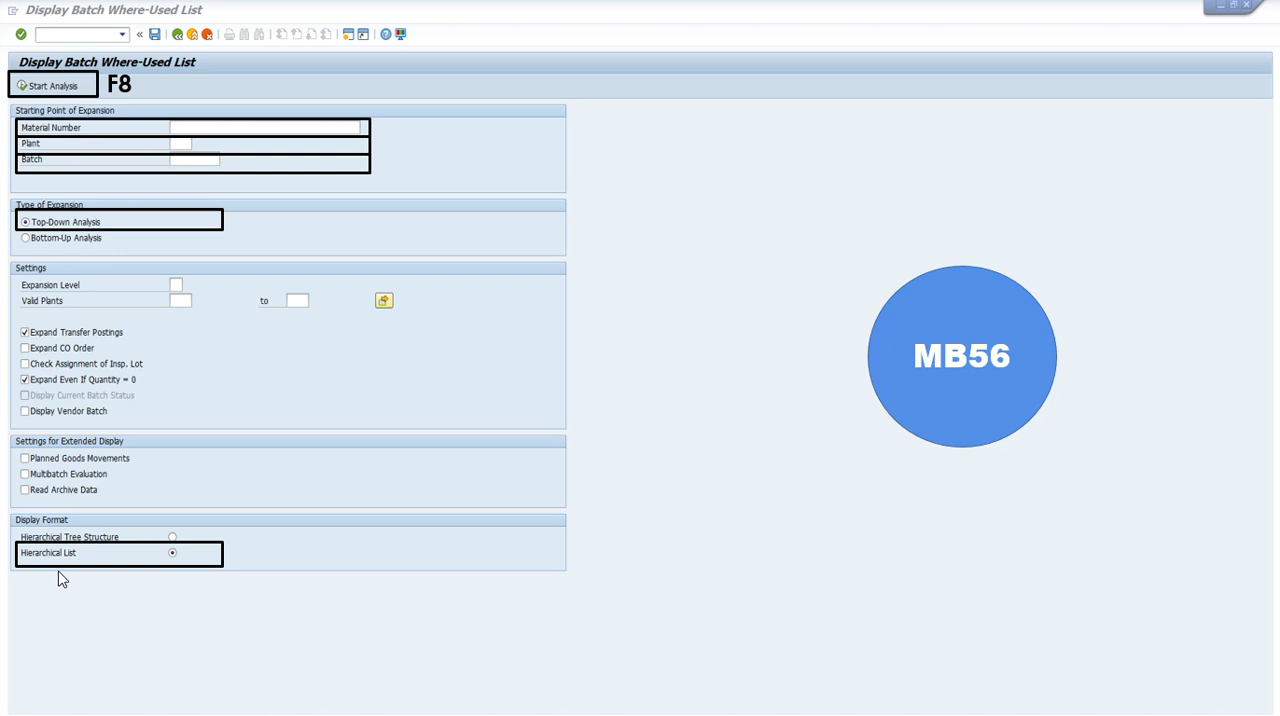 Display Batch Where-Used List
Display Batch Where-Used List
Start Analysis F8
Starting Point of Expansion
Material Number
Plant
Batch
Type of Expansion
Top-Down Analysis
Bottom-Up Analysis
Settings
Expansion Level
Valid Plants to
Expand Transfer Postings
Expand CO Order
Check Assignment of Insp. Lot
Expand Even If Quantity = 0
Display Current Batch Status
Display Vendor Batch
Settings for Extended Display
Planned Goods Movements
Multibatch Evaluation
Read Archive Data
Display Format
Hierarchical Tree Structure
Hierarchical List
MB56